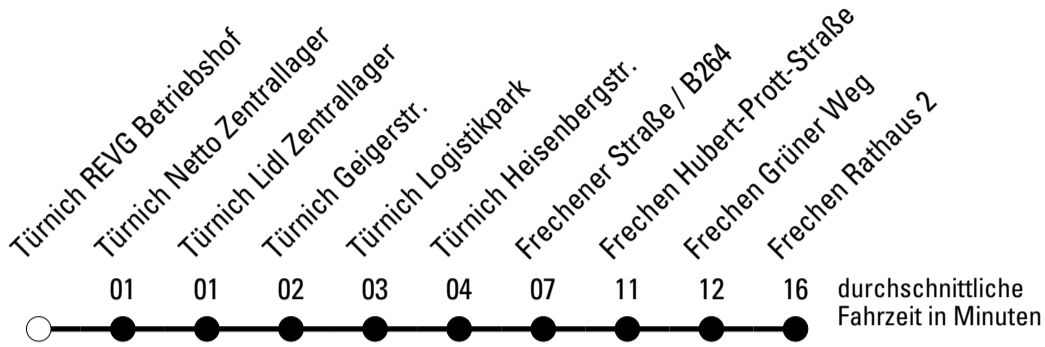 Türnich REVG Betriebshof
Türnich Netto Zentrallager
Türnich Lidl Zentrallager
Türnich Geigerstr.
Türnich Logistikpark
Türnich Heisenbergstr.
Frechener Straße / B264
Frechen Hubert-Prott-Straße
Frechen Grüner Weg
Frechen Rathaus 2
01 01 02 03 04 07 11 12 16
durchschnittliche
Fahrzeit in Minuten